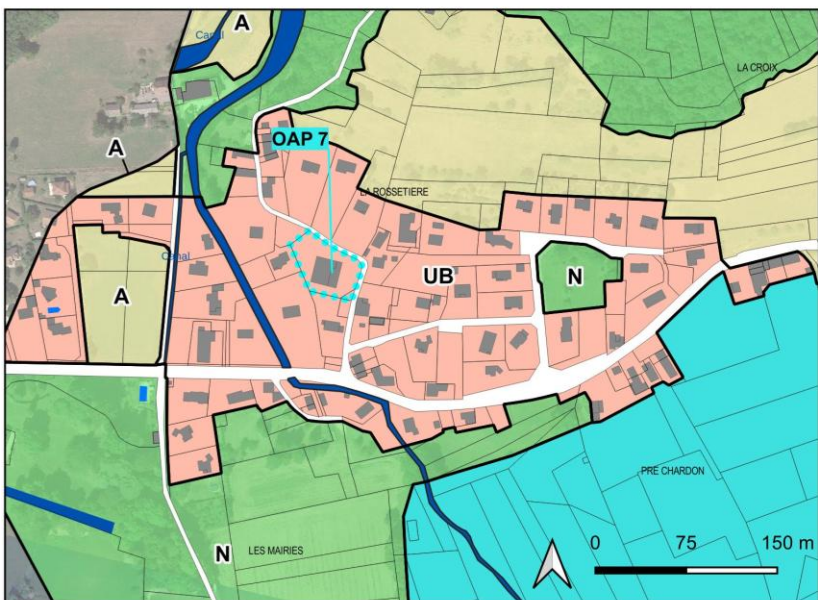 A
Canal
LA CROIX
OAP 7
A
LA ROSSETIERE
Canal
UB
N
A
PRE CHARDON
N
LES MAIRIES
0 75 150 m